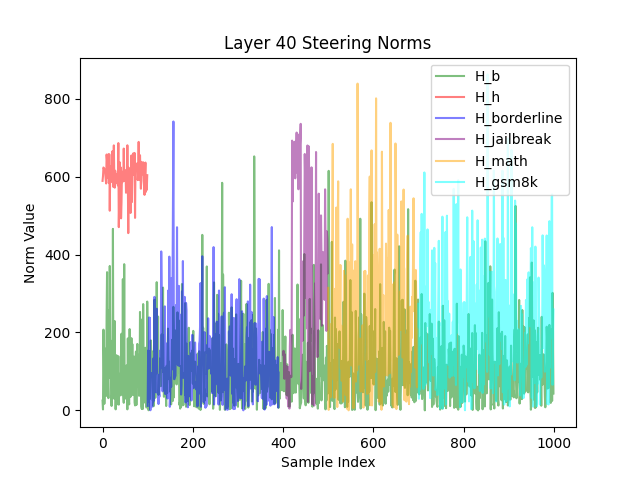 Layer 40 Steering Norms
Norm Value
800
600
400
200
0
H_b
H_h
H_borderline
H_jailbreak
H_math
H_gsm8k
0 200 400 600 800 1000
Sample Index